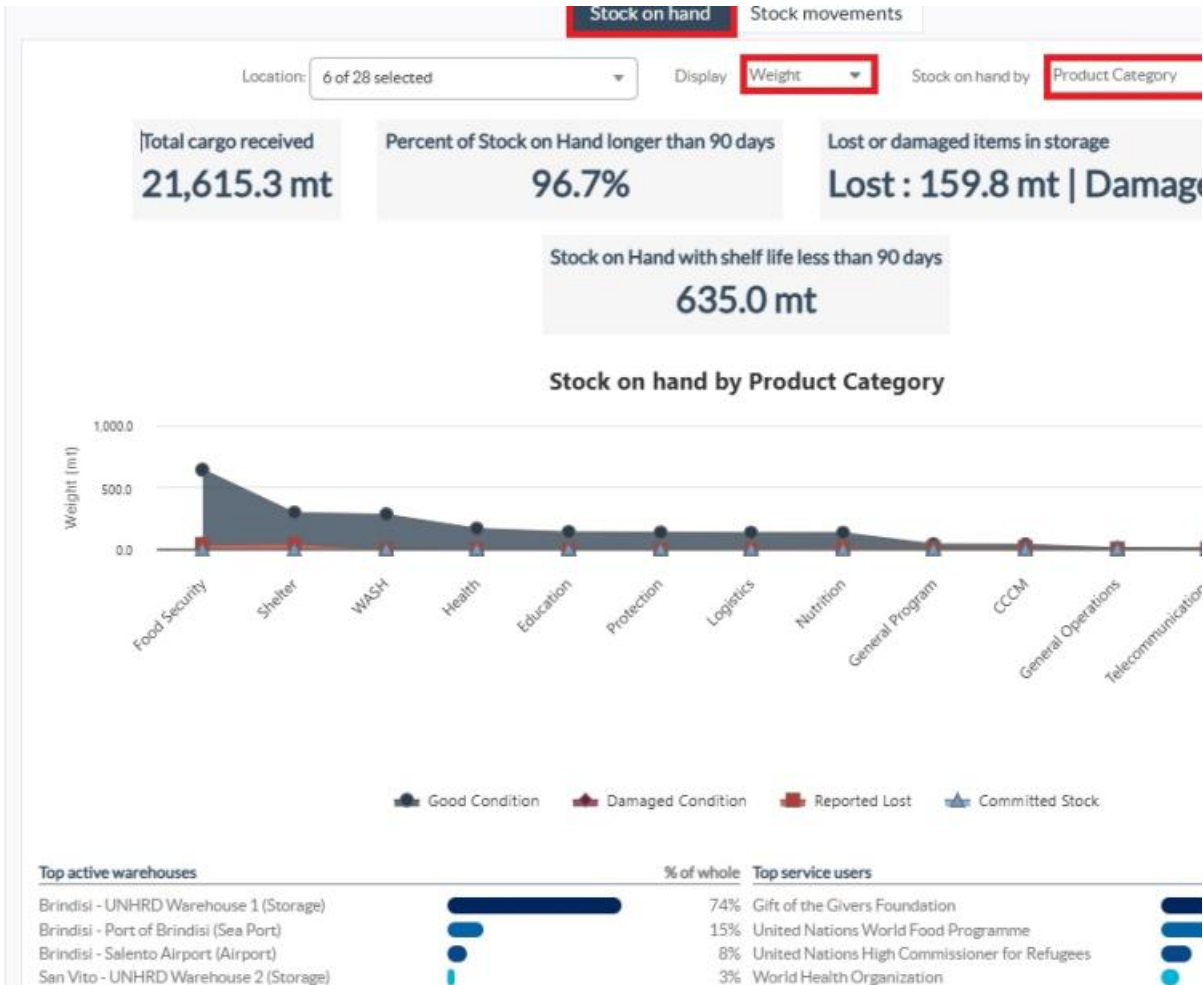 Stock on hand Stock movements
Location: 6 of 28 selected Display Weight Stock on hand by Product Category
Total cargo received Percent of Stock on Hand longer than 90 days Lost or damaged items in storage
21,615.3 mt 96.7% Lost : 159.8 mt | Damage
Stock on Hand with shelf life less than 90 days
635.0 mt
Stock on hand by Product Category
Weight (mt)
1,000.0
500.0
0.0
Food Security Shelter WASH Health Education Protection Logistics Nutrition General Program CCCM General Operations Telecommunication
Good Condition Damaged Condition Reported Lost Committed Stock
Top active warehouses % of whole Top service users
Brindisi - UNHRD Warehouse 1 (Storage) 74% Gift of the Givers Foundation
Brindisi - Port of Brindisi (Sea Port) 15% United Nations World Food Programme
Brindisi - Salento Airport (Airport) 8% United Nations High Commissioner for Refugees
San Vito - UNHRD Warehouse 2 (Storage) 3% World Health Organization